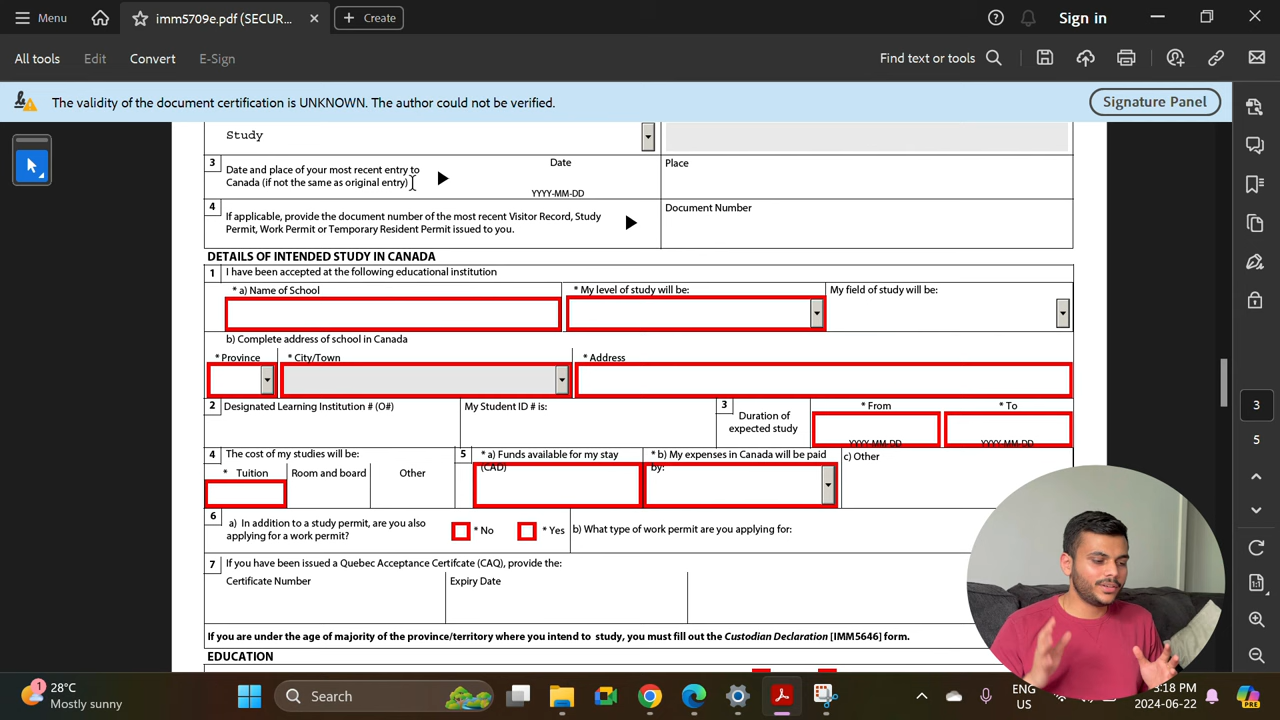 Menu
imm5709e.pdf (SECUR...
Create
Sign in
All tools
Edit
Convert
E-Sign
Find text or tools
The validity of the document certification is UNKNOWN. The author could not be verified.
Signature Panel
Study
3
Date and place of your most recent entry to
Canada (if not the same as original entry)
Date
YYYY-MM-DD
Place
4
If applicable, provide the document number of the most recent Visitor Record, Study
Permit, Work Permit or Temporary Resident Permit issued to you.
Document Number
DETAILS OF INTENDED STUDY IN CANADA
1 I have been accepted at the following educational institution
* a) Name of School
* My level of study will be:
My field of study will be:
b) Complete address of school in Canada
* Province
* City/Town
* Address
2 Designated Learning Institution # (O#)
My Student ID # is:
3
Duration of
expected study
* From
* To
YYYY-MM-DD
YYYY-MM-DD
4 The cost of my studies will be:
* Tuition
Room and board
Other
5
* a) Funds available for my stay
(CAD)
* b) My expenses in Canada will be paid
by:
c) Other
6
a) In addition to a study permit, are you also
applying for a work permit?
* No
* Yes
b) What type of work permit are you applying for:
7 If you have been issued a Quebec Acceptance Certifcate (CAQ), provide the:
Certificate Number
Expiry Date
If you are under the age of majority of the province/territory where you intend to study, you must fill out the Custodian Declaration [IMM5646] form.
EDUCATION
3
5
1
28°C
Mostly sunny
Search
ENG
US
3:18 PM
2024-06-22
PRE